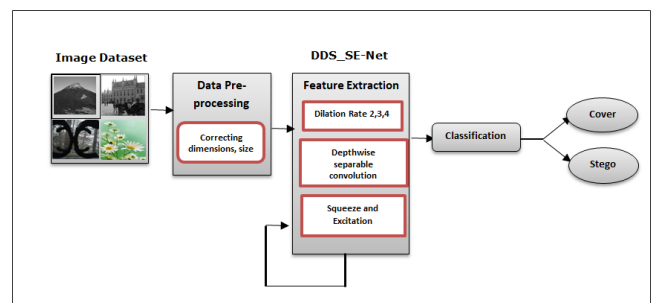 Image Dataset
DDS_SE-Net
Data Pre-
processing
Correcting
dimensions, size
Feature Extraction
Dilation Rate 2,3,4
Depthwise
separable
convolution
Squeeze and
Excitation
Classification
Cover
Stego